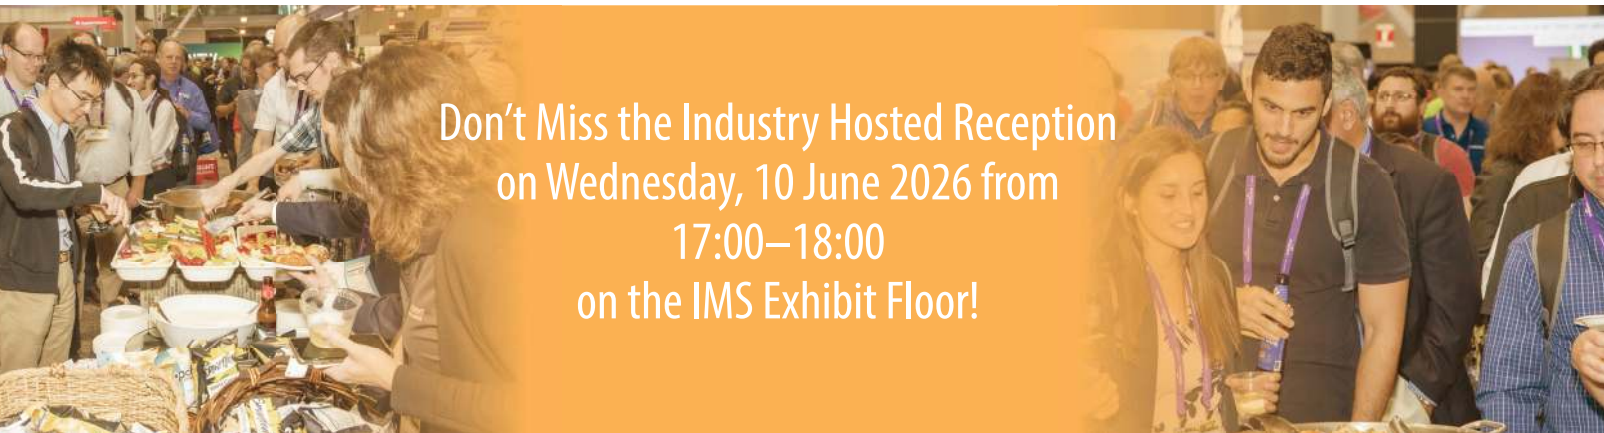 Don’t Miss the Industry Hosted Reception
on Wednesday, 10 June 2026 from
17:00–18:00
on the IMS Exhibit Floor!